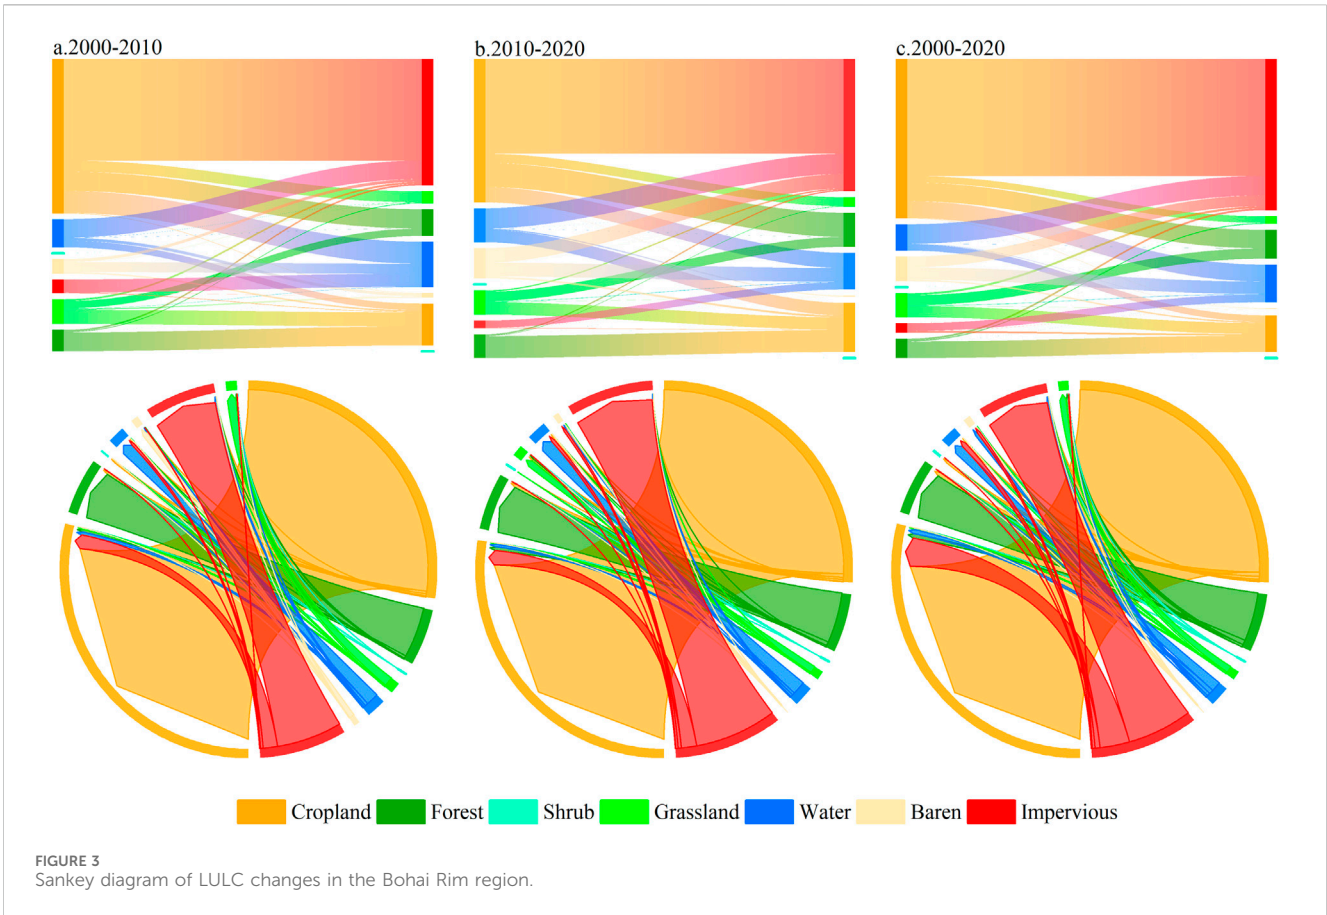 a.2000-2010
b.2010-2020
c.2000-2020
Cropland Forest Shrub Grassland Water Baren Impervious
FIGURE 3
Sankey diagram of LULC changes in the Bohai Rim region.